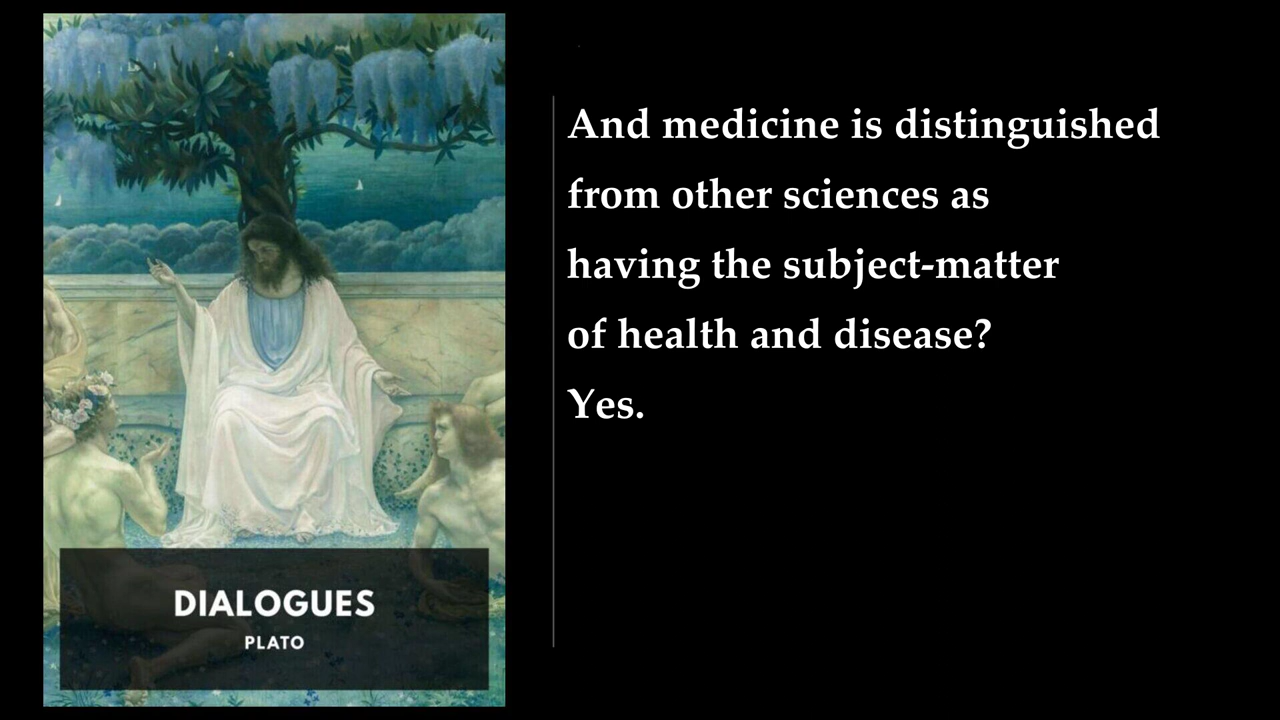 DIALOGUES
PLATO
And medicine is distinguished
from other sciences as
having the subject-matter
of health and disease?
Yes.